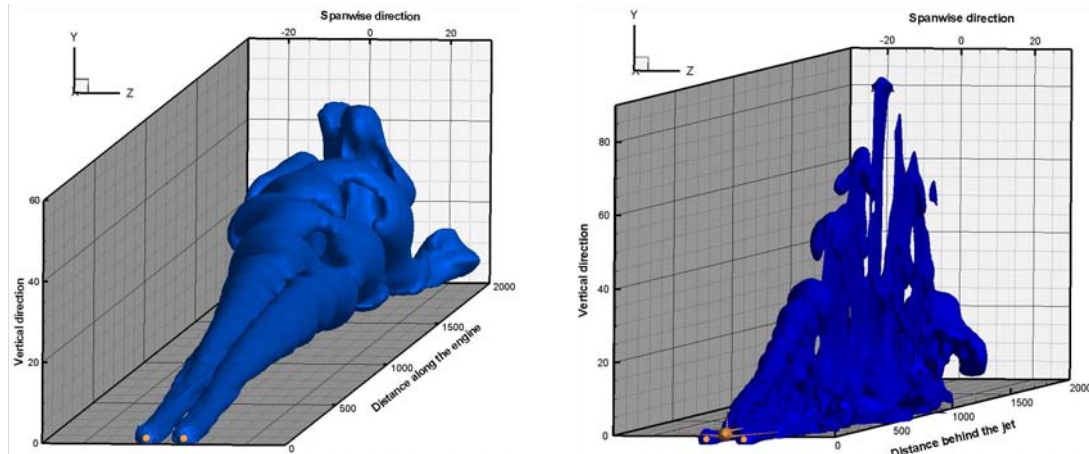 Spanwise direction
-20 0 20
Y
Z
60
40
20
0
Vertical direction
0
500
1000
1500
2000
Distance along the engine
Spanwise direction
-20 0 20
Y
Z
80
60
40
20
0
Vertical direction
0
500
1000
1500
2000
Distance behind the jet